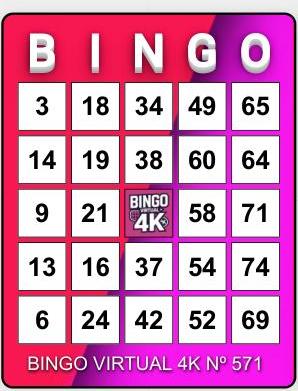 B I N G O
3 18 34 49 65
14 19 38 60 64
9 21 BINGO VIRTUAL 4K 58 71
13 16 37 54 74
6 24 42 52 69
BINGO VIRTUAL 4K Nº 571